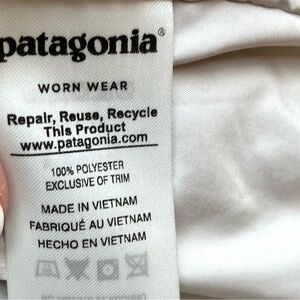 patagonia®
WORN WEAR
Repair, Reuse, Recycle
This Product
www.patagonia.com
100% POLYESTER
EXCLUSIVE OF TRIM
MADE IN VIETNAM
FABRIQUÉ AU VIETNAM
HECHO EN VIETNAM